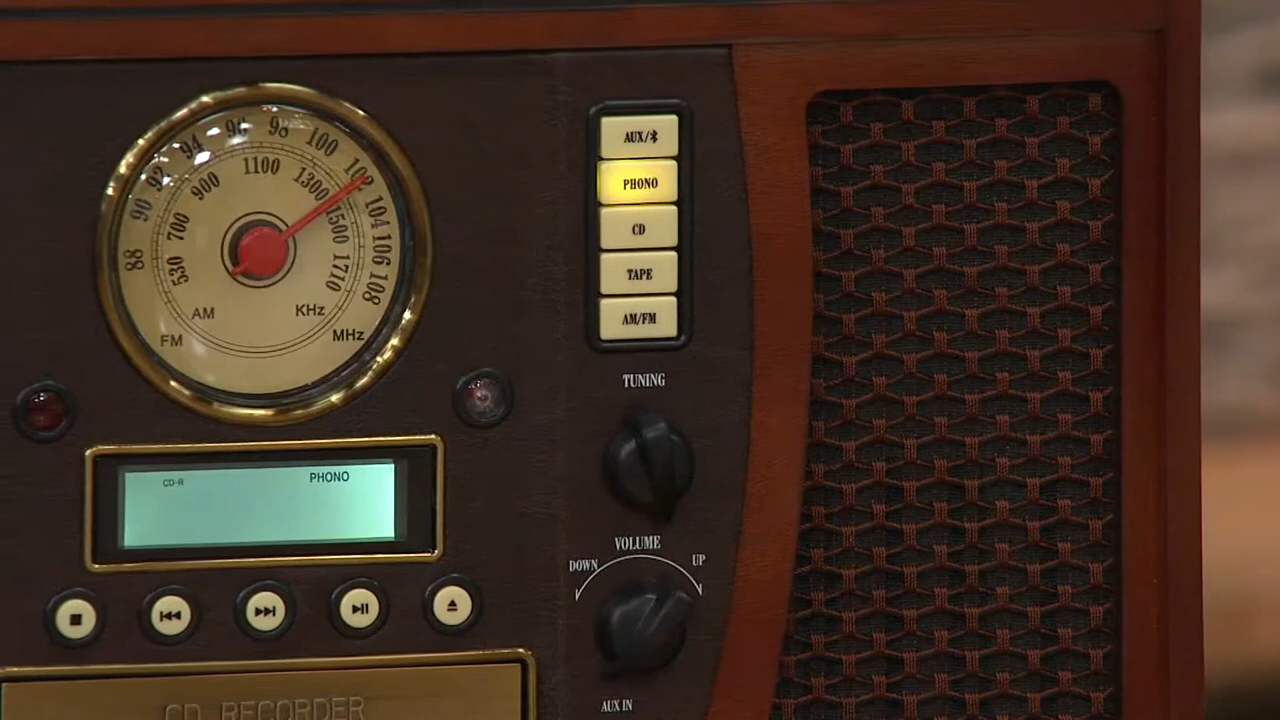 88 90 92 94 96 98 100 102 104 106 108
530 700 900 1100 1300 1500 1710
AM KHz
FM MHz
AUX/
PHONO
CD
TAPE
AM/FM
TUNING
CD-R PHONO
VOLUME
DOWN UP
AUX IN
CD RECORDER